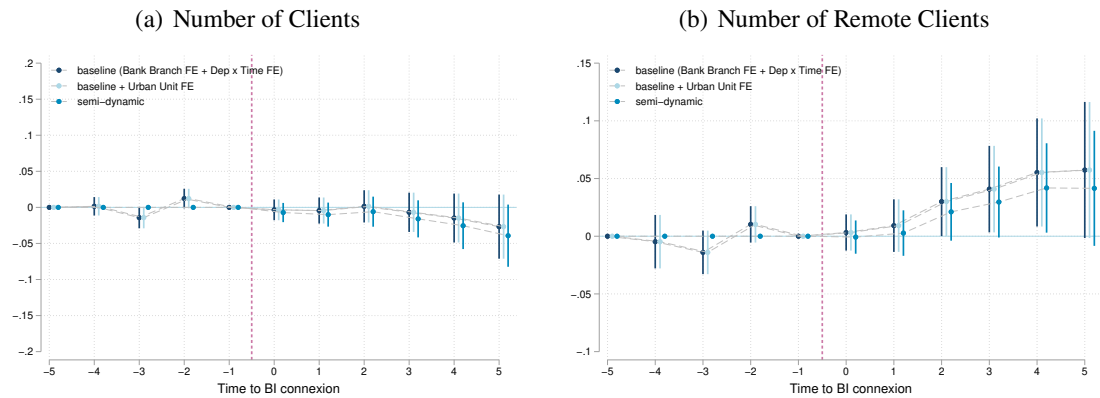 (a) Number of Clients
.2
.15
.1
.05
0
-.05
-.1
-.15
-.2
baseline (Bank Branch FE + Dep x Time FE)
baseline + Urban Unit FE
semi-dynamic
-5 -4 -3 -2 -1 0 1 2 3 4 5
Time to BI connexion
(b) Number of Remote Clients
.15
.1
.05
0
-.05
-.1
baseline (Bank Branch FE + Dep x Time FE)
baseline + Urban Unit FE
semi-dynamic
-5 -4 -3 -2 -1 0 1 2 3 4 5
Time to BI connexion